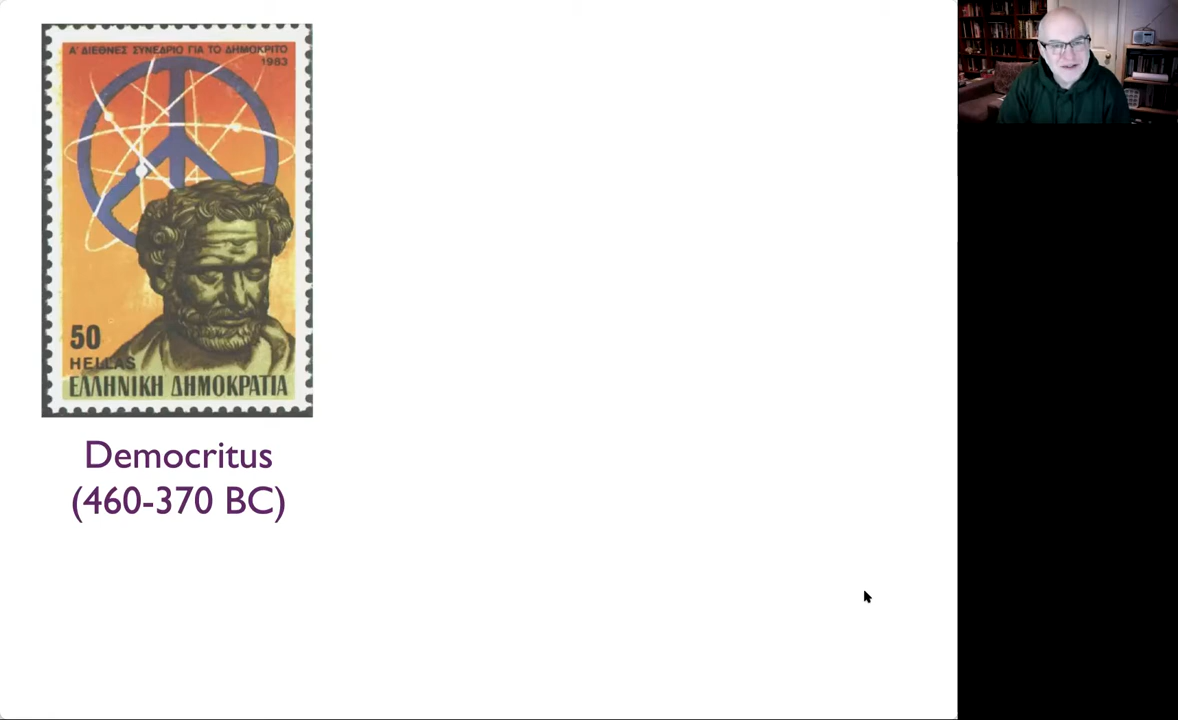 Α' ΔΙΕΘΝΕΣ ΣΥΝΕΔΡΙΟ ΓΙΑ ΤΟ ΔΗΜΟΚΡΙΤΟ
1983
50
HELLAS
ΕΛΛΗΝΙΚΗ ΔΗΜΟΚΡΑΤΙΑ
Democritus
(460-370 BC)